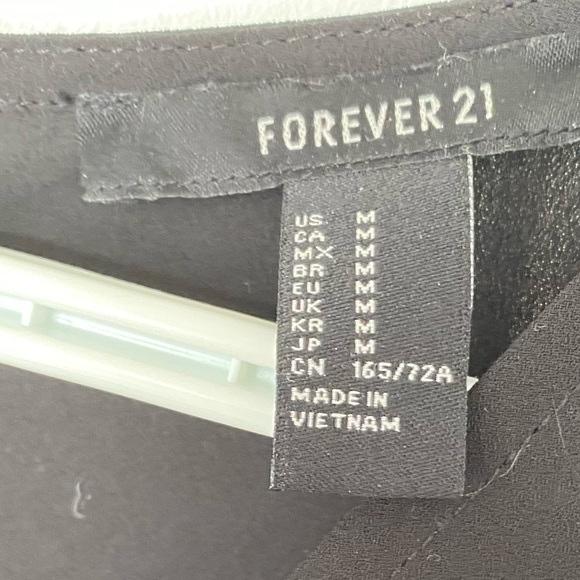 FOREVER 21
US M
CA M
MX M
BR M
EU M
UK M
KR M
JP M
CN 165/72A
MADE IN
VIETNAM